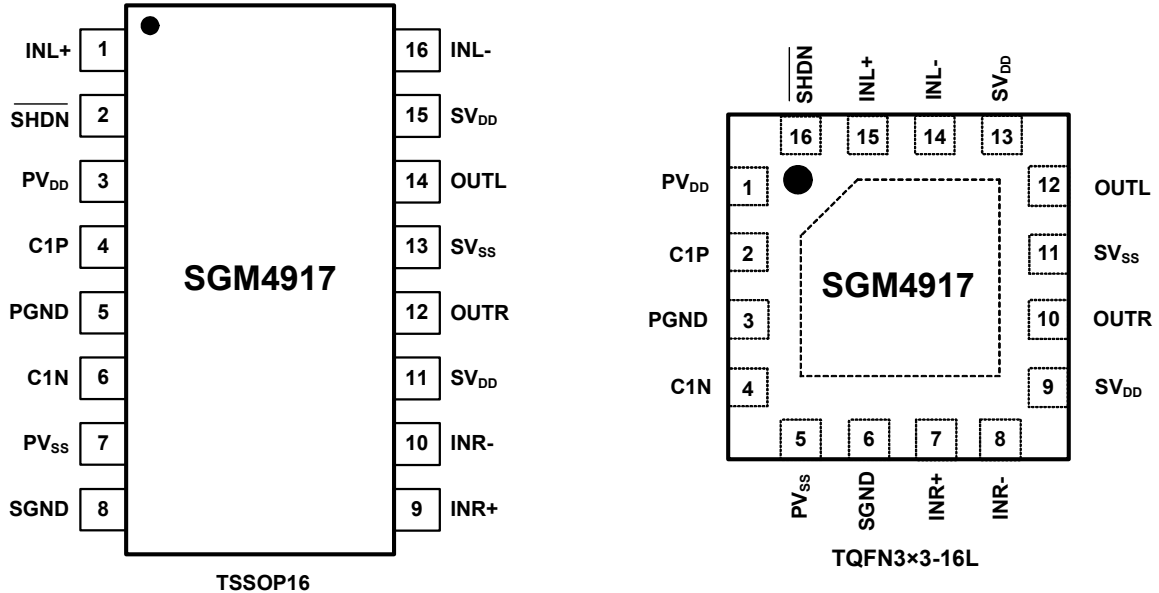 INL+ 1 16 INL-
SHDN 2 15 SVDD
PVDD 3 14 OUTL
C1P 4 13 SVSS
SGM4917
PGND 5 12 OUTR
C1N 6 11 SVDD
PVSS 7 10 INR-
SGND 8 9 INR+
TSSOP16
SHDN INL+ INL- SVDD
16 15 14 13
PVDD 1 12 OUTL
C1P 2 11 SVSS
SGM4917
PGND 3 10 OUTR
C1N 4 9 SVDD
5 6 7 8
PVSS SGND INR+ INR-
TQFN3×3-16L